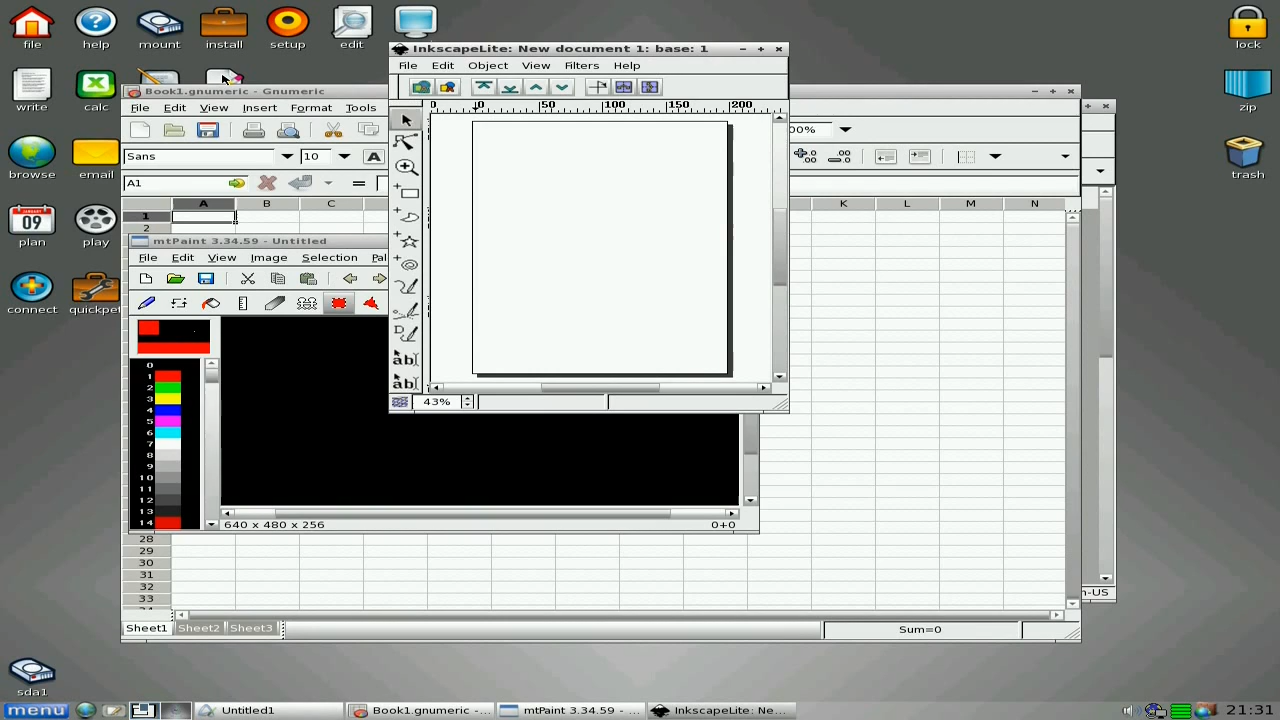 file help mount install setup edit
lock
InkscapeLite: New document 1: base: 1
File Edit Object View Filters Help
0 0 50 100 150 200
43%
write calc
zip
Book1.gnumeric - Gnumeric
File Edit View Insert Format Tools
Sans 10 A
00%
A1 =
A B C K L M N
1
2
browse email
trash
plan play
connect quickpet
mtPaint 3.34.59 - Untitled
File Edit View Image Selection Pal
0
1
2
3
4
5
6
7
8
9
10
11
12
13
14
640 x 480 x 256 0+0
28
29
30
31
32
33
n-US
Sheet1 Sheet2 Sheet3
Sum=0
sda1
menu Untitled1 Book1.gnumeric -... mtPaint 3.34.59 - ... InkscapeLite: Ne... 21:31